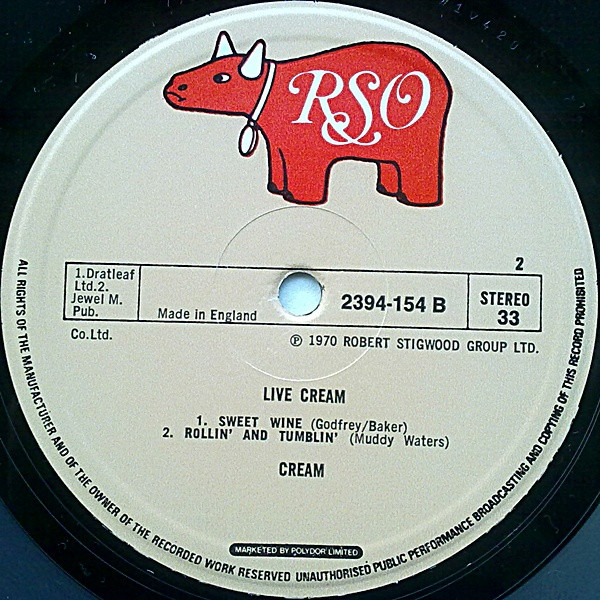 RSO
2
1.Dratleaf
Ltd.2.
Jewel M.
Pub.
Co.Ltd.
Made in England
2394-154 B
STEREO
33
℗ 1970 ROBERT STIGWOOD GROUP LTD.
LIVE CREAM
1. SWEET WINE (Godfrey/Baker)
2. ROLLIN' AND TUMBLIN' (Muddy Waters)
CREAM
MARKETED BY POLYDOR LIMITED
ALL RIGHTS OF THE MANUFACTURER AND OF THE OWNER OF THE RECORDED WORK RESERVED UNAUTHORISED PUBLIC PERFORMANCE BROADCASTING AND COPYING OF THIS RECORD PROHIBITED